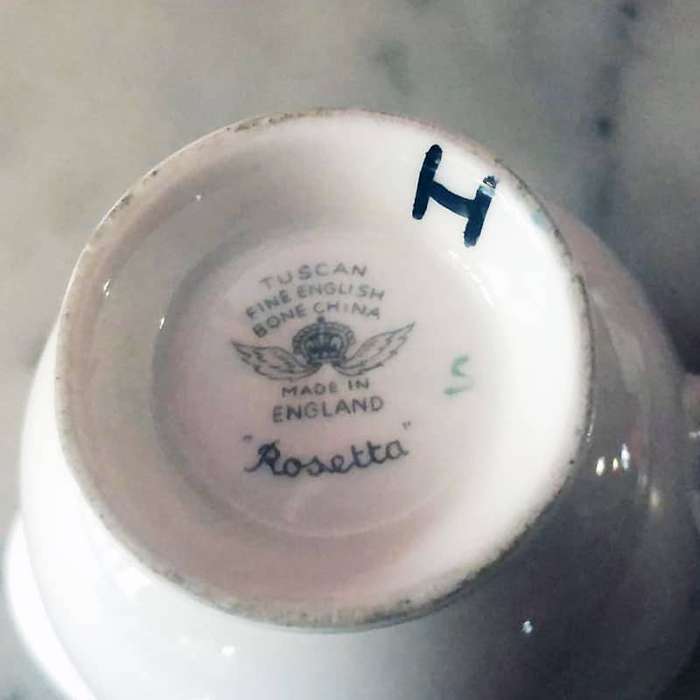 H
TUSCAN
FINE ENGLISH
BONE CHINA
MADE IN
ENGLAND
S
"Rosetta"